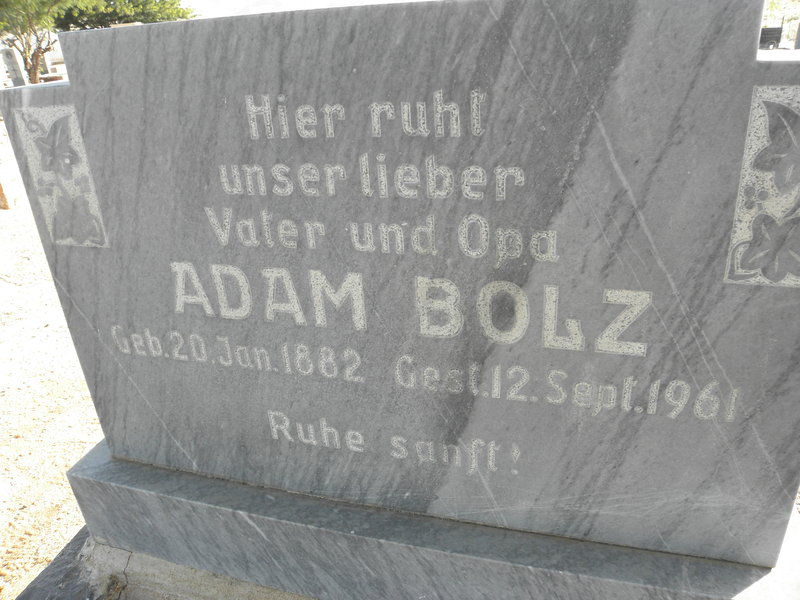 Hier ruht
unser lieber
Vater und Opa
ADAM BOLZ
Geb.20.Jan.1882 Gest.12.Sept.1961
Ruhe sanft!